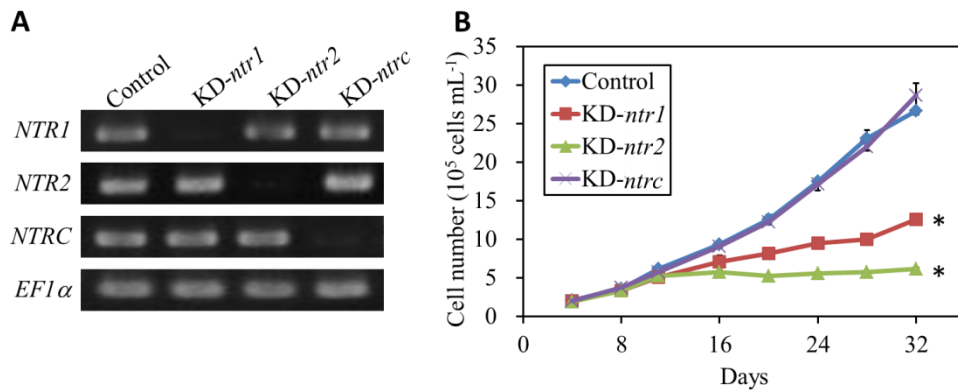 A
Control
KD-ntr1
KD-ntr2
KD-ntrc
NTR1
NTR2
NTRC
EF1α
B
Cell number (10⁵ cells mL⁻¹)
35
30
25
20
15
10
5
0
Control
KD-ntr1
KD-ntr2
KD-ntrc
*
*
0
8
16
24
32
Days